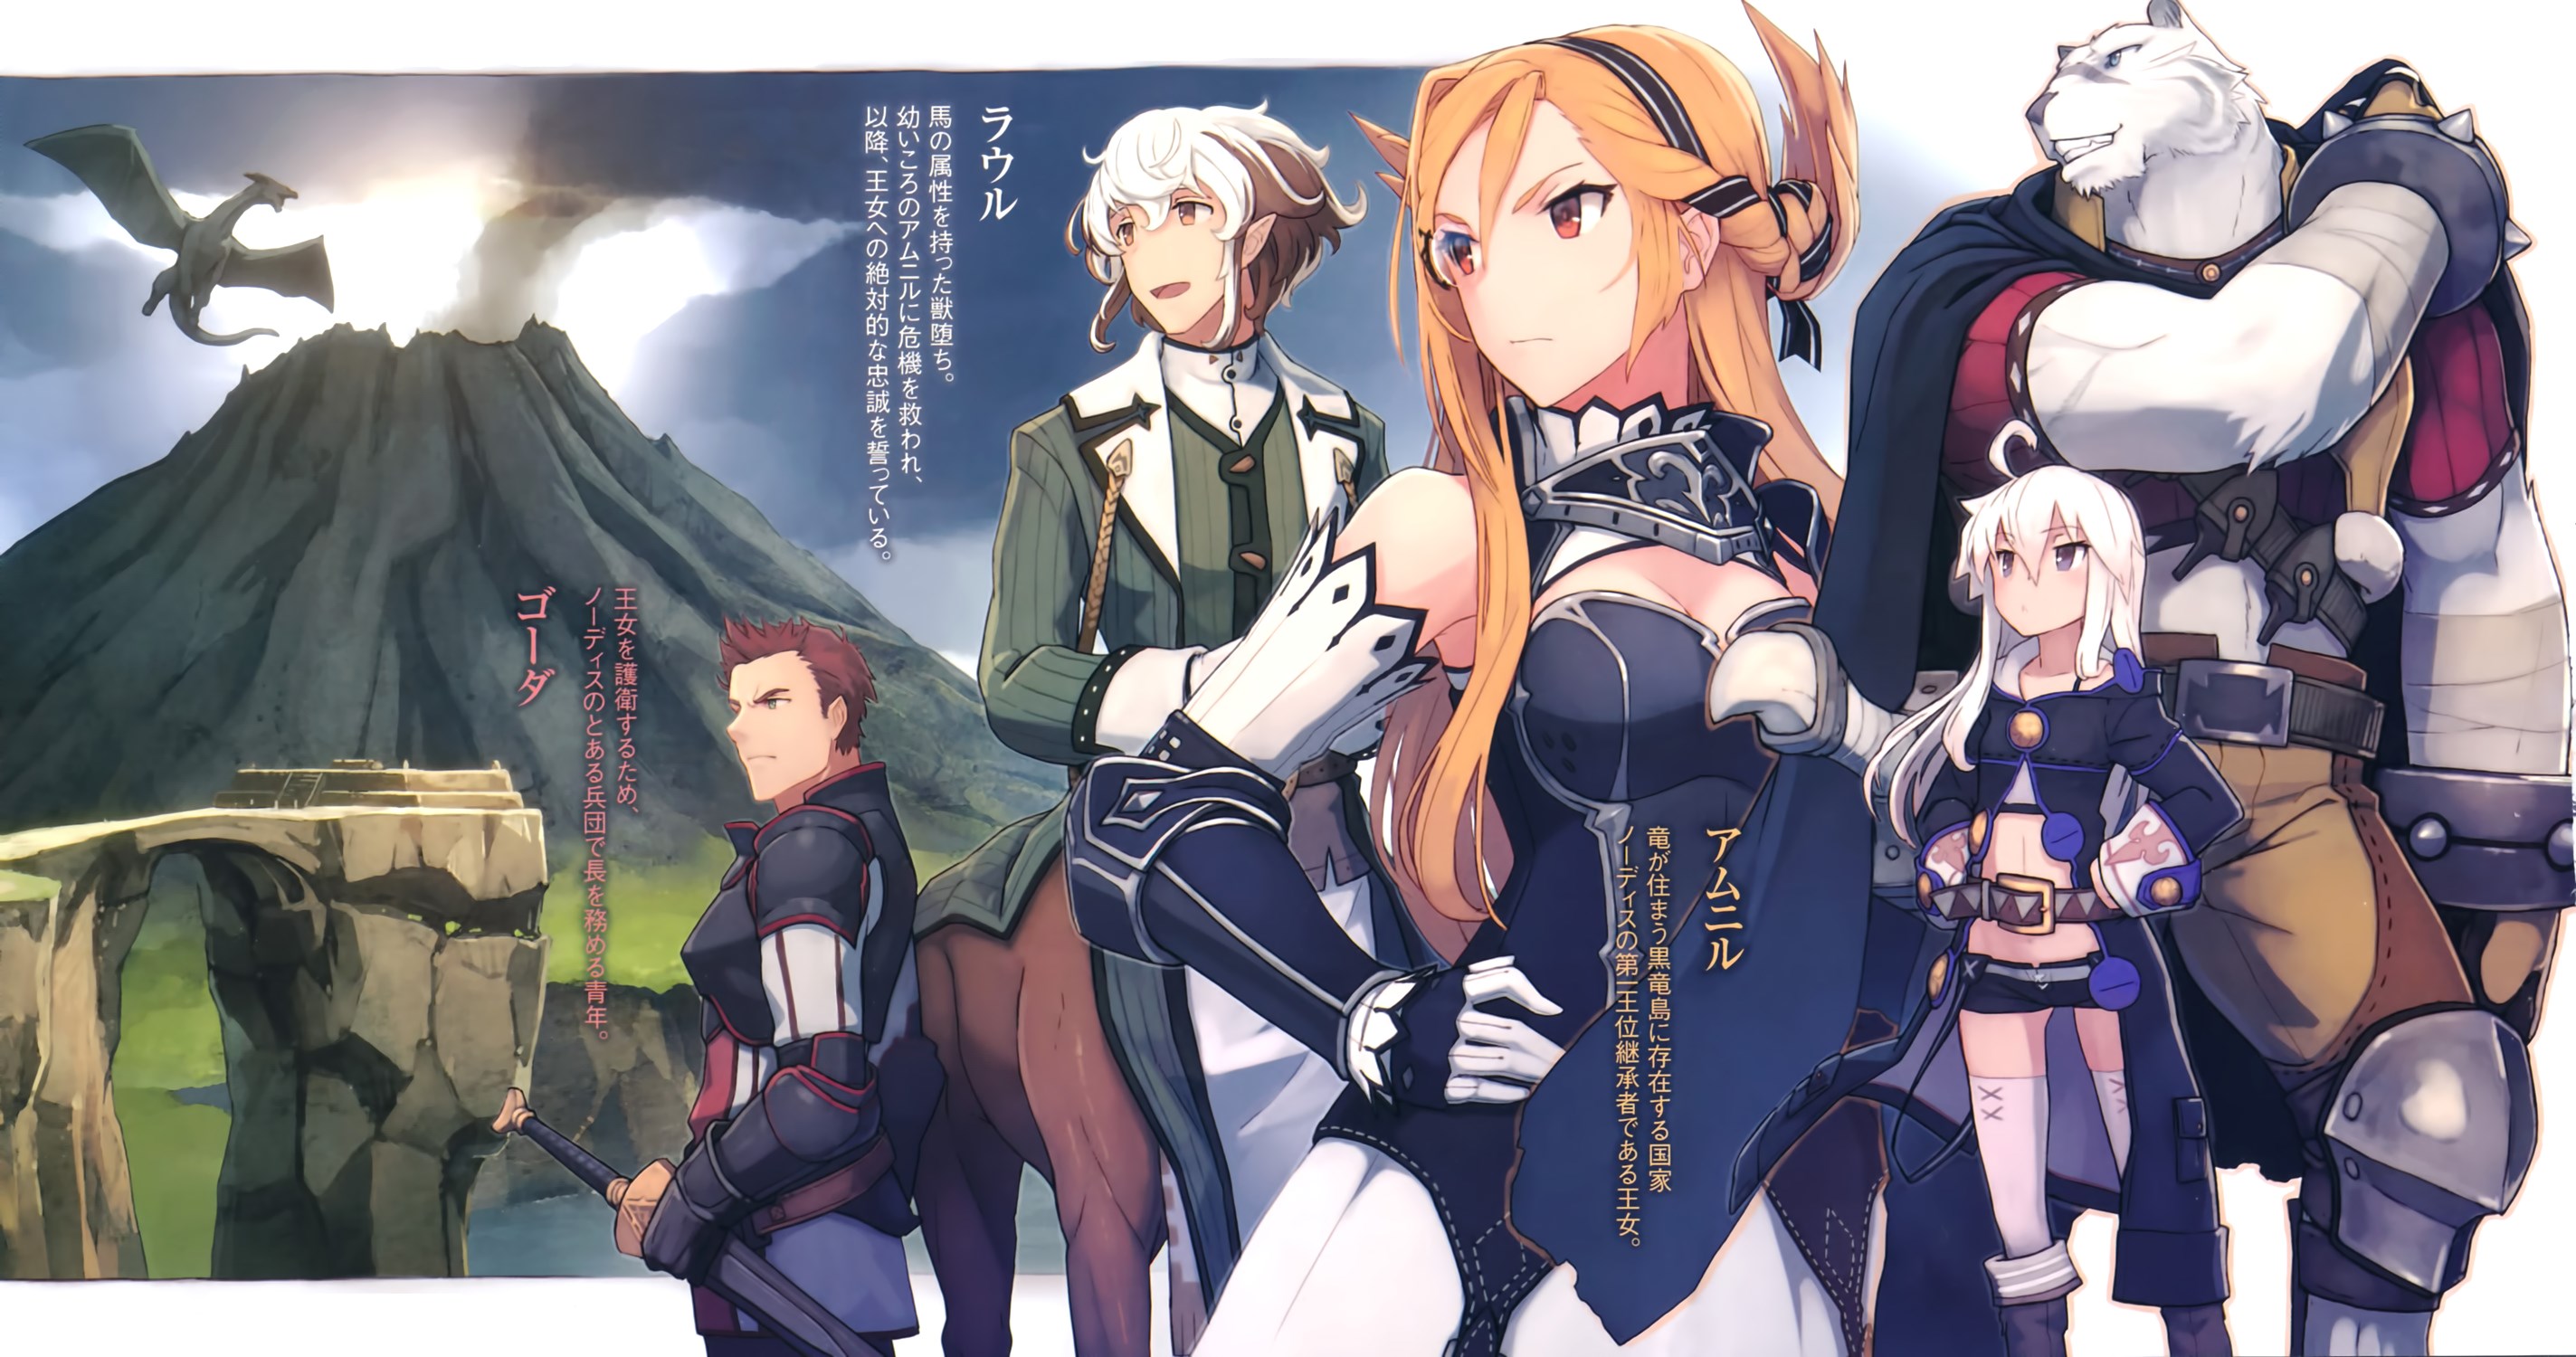 アムニル
竜が住まう黒竜島に存在する国家
ノーディスの第一王位継承者である王女。
ラウル
馬の属性を持った獣堕ち。
幼いころのアムニルに危機を救われ、
以降、王女への絶対的な忠誠を誓っている。
王女を護衛するため、
ノーディスのとある兵団で長を務める青年。
ゴーダ